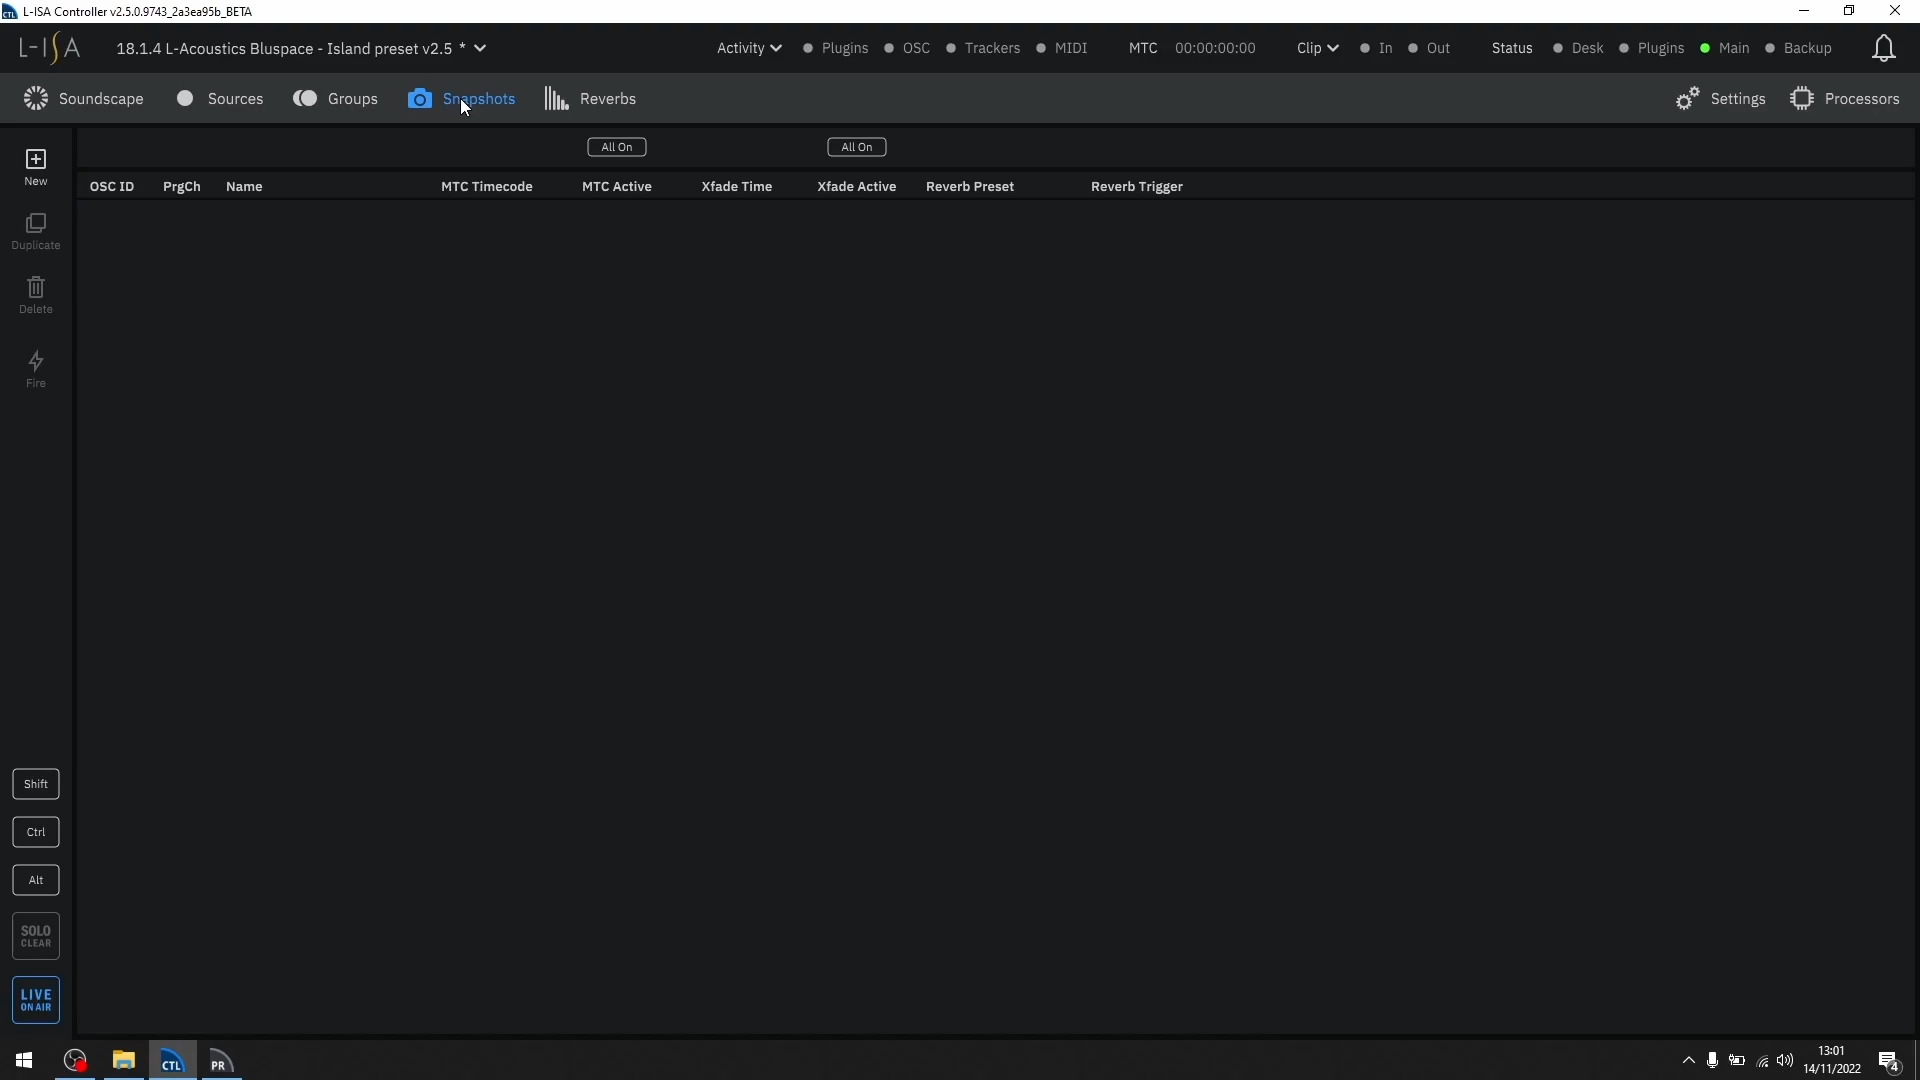 CTL L-ISA Controller v2.5.0.9743_2a3ea95b_BETA
L-ISA 18.1.4 L-Acoustics Bluspace - Island preset v2.5 * Activity Plugins OSC Trackers MIDI MTC 00:00:00:00 Clip In Out Status Desk Plugins Main Backup
Soundscape Sources Groups Snapshots Reverbs Settings Processors
All On All On
New
OSC ID PrgCh Name MTC Timecode MTC Active Xfade Time Xfade Active Reverb Preset Reverb Trigger
Duplicate
Delete
Fire
Shift
Ctrl
Alt
SOLO
CLEAR
LIVE
ON AIR
CTL PR 13:01
14/11/2022 4